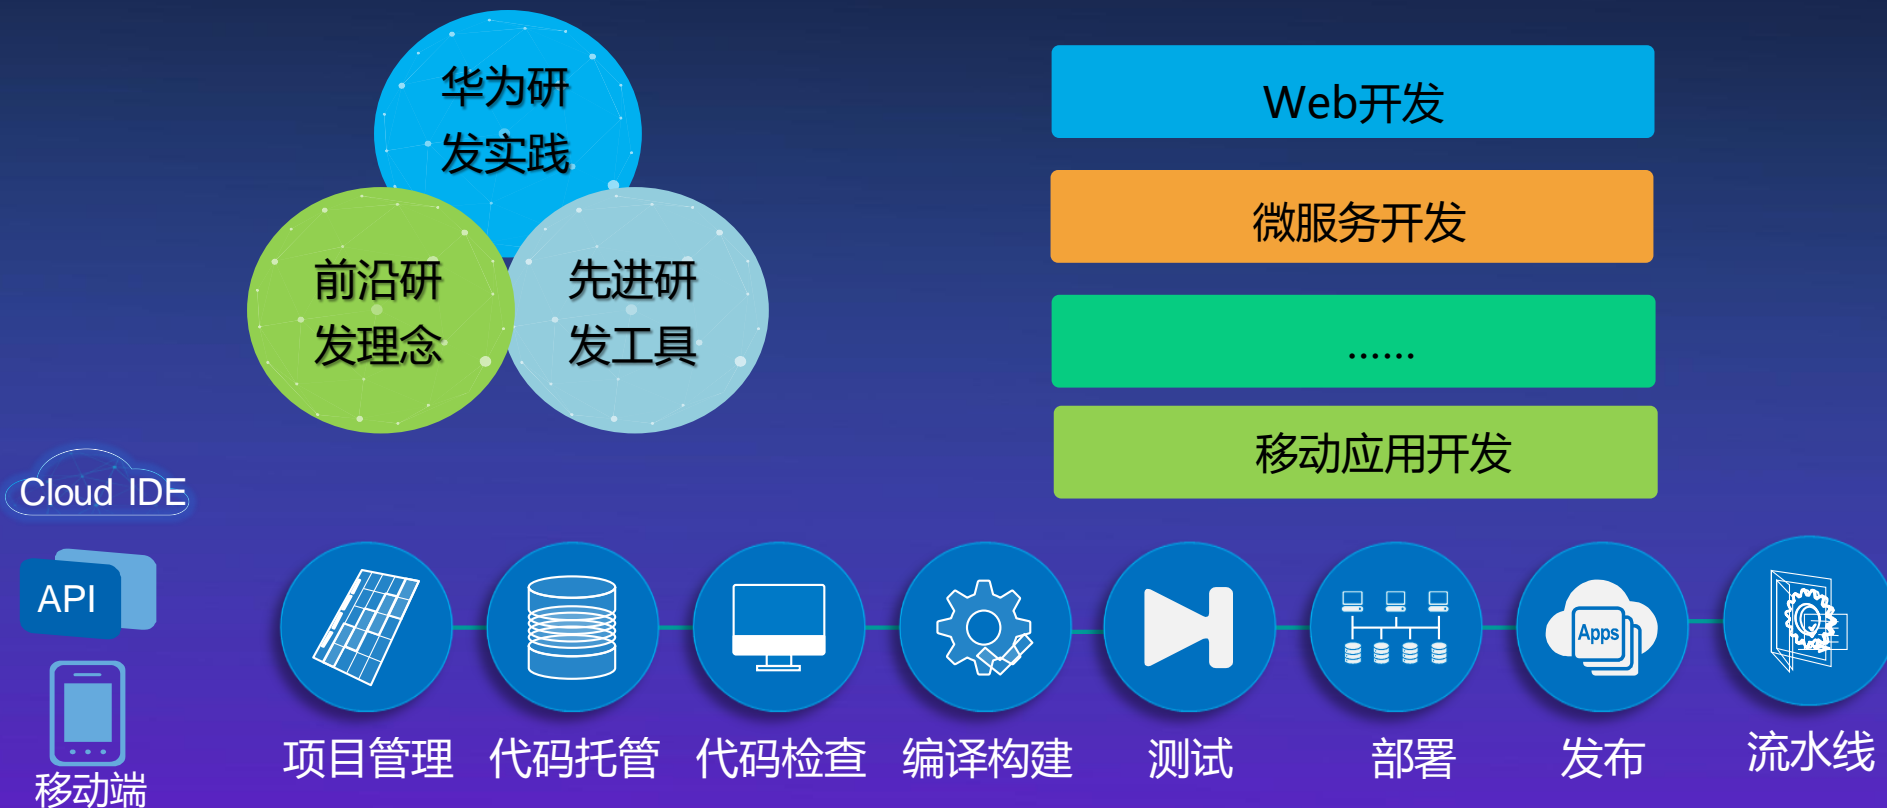 华为研
发实践
前沿研
发理念
先进研
发工具
Web开发
微服务开发
......
移动应用开发
Cloud IDE
API
移动端
Apps
项目管理
代码托管
代码检查
编译构建
测试
部署
发布
流水线